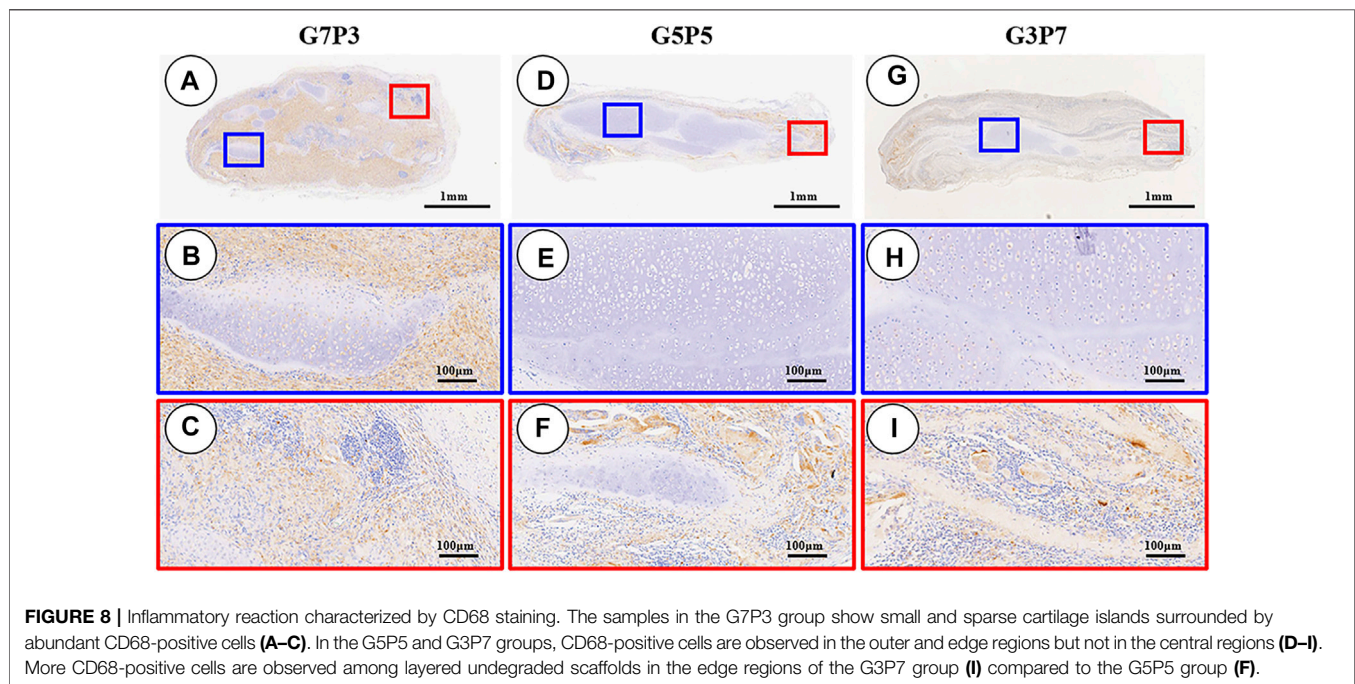 G7P3 G5P5 G3P7
A D G
1mm 1mm 1mm
B E H
100µm 100µm 100µm
C F I
100µm 100µm 100µm
FIGURE 8 | Inflammatory reaction characterized by CD68 staining. The samples in the G7P3 group show small and sparse cartilage islands surrounded by
abundant CD68-positive cells (A–C). In the G5P5 and G3P7 groups, CD68-positive cells are observed in the outer and edge regions but not in the central regions (D–I).
More CD68-positive cells are observed among layered undegraded scaffolds in the edge regions of the G3P7 group (I) compared to the G5P5 group (F).